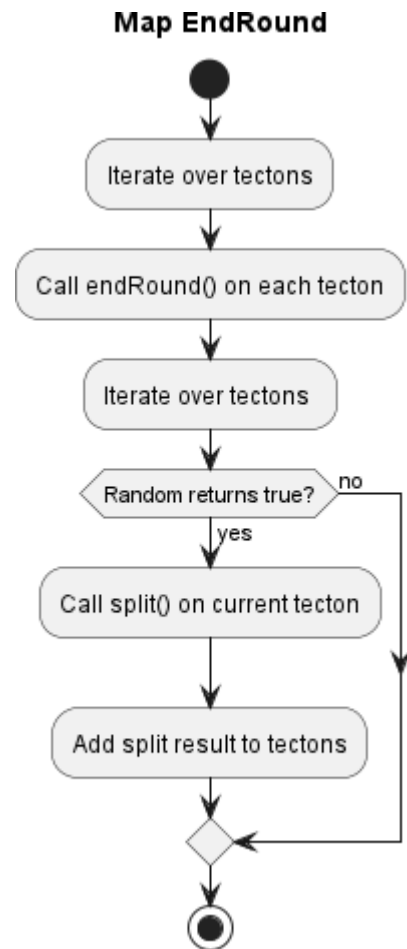 Map EndRound
Iterate over tectons
Call endRound() on each tecton
Iterate over tectons
Random returns true?
no
yes
Call split() on current tecton
Add split result to tectons